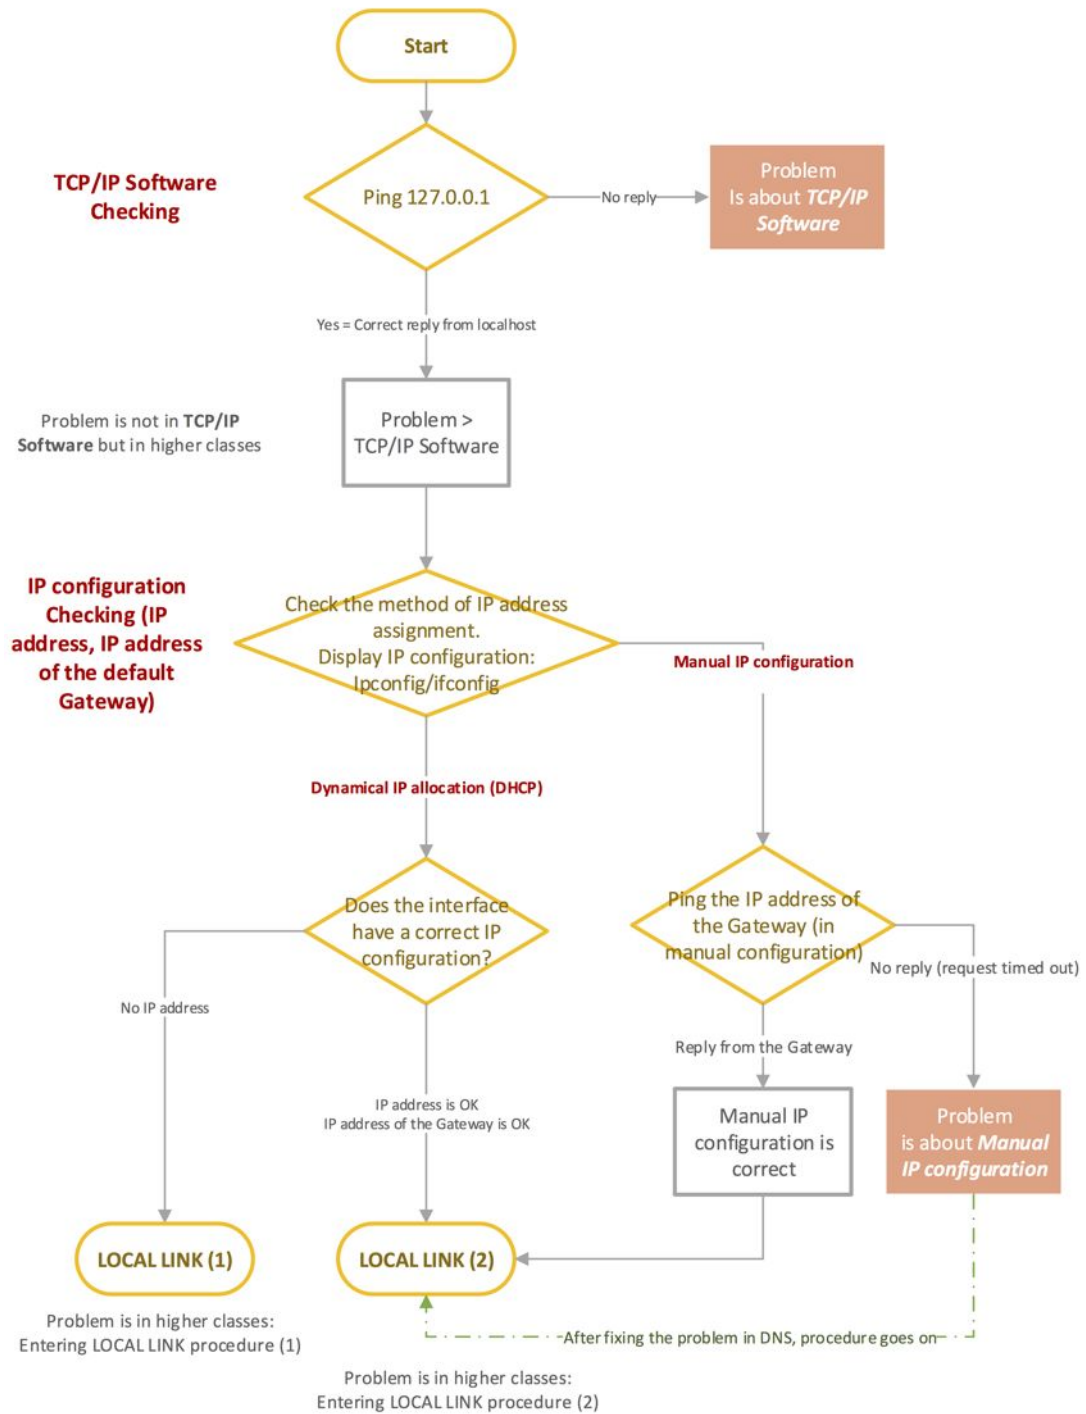 Start
TCP/IP Software
Checking
Ping 127.0.0.1
No reply
Problem
Is about TCP/IP
Software
Yes = Correct reply from localhost
Problem is not in TCP/IP
Software but in higher classes
Problem >
TCP/IP Software
IP configuration
Checking (IP
address, IP address
of the default
Gateway)
Check the method of IP address
assignment.
Display IP configuration:
Ipconfig/ifconfig
Manual IP configuration
Dynamical IP allocation (DHCP)
Does the interface
have a correct IP
configuration?
Ping the IP address of
the Gateway (in
manual configuration)
No reply (request timed out)
No IP address
Reply from the Gateway
IP address is OK
IP address of the Gateway is OK
Manual IP
configuration is
correct
Problem
is about Manual
IP configuration
LOCAL LINK (1)
LOCAL LINK (2)
Problem is in higher classes:
Entering LOCAL LINK procedure (1)
After fixing the problem in DNS, procedure goes on
Problem is in higher classes:
Entering LOCAL LINK procedure (2)